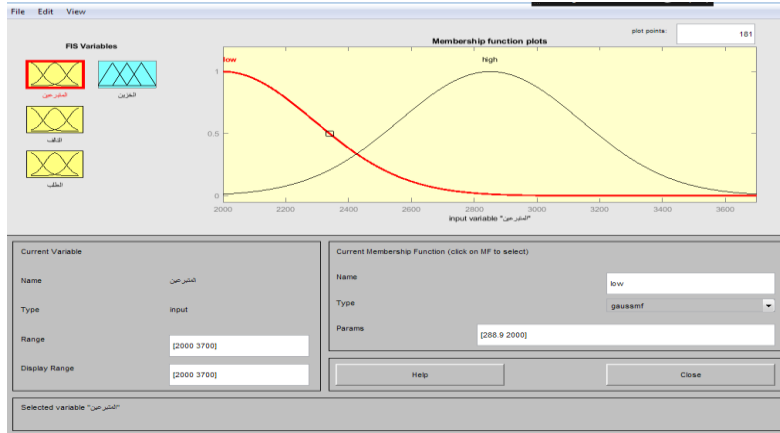 File Edit View
plot points: 181
FIS Variables
Membership function plots
المتبرعين
الخزين
التالف
الطلب
low
high
1
0.5
0
2000 2200 2400 2600 2800 3000 3200 3400 3600
input variable "المتبرعين"
Current Variable
Name المتبرعين
Type input
Range [2000 3700]
Display Range [2000 3700]
Current Membership Function (click on MF to select)
Name low
Type gaussmf
Params [288.9 2000]
Help Close
Selected variable "المتبرعين"